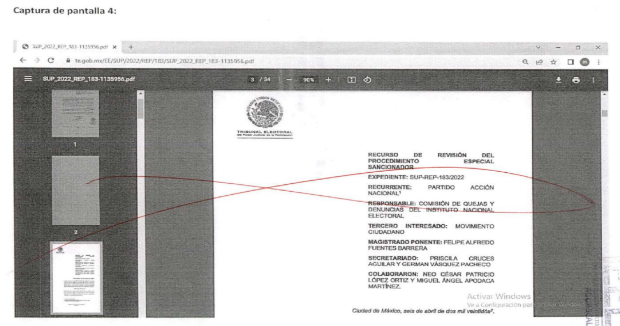 Captura de pantalla 4:
SUP_2022_REP_183-1135956.pdf
te.gob.mx/EE/SUP/2022/REP/183/SUP_2022_REP_183-1135956.pdf
SUP_2022_REP_183-1135956.pdf
3 / 34
90%
1
2
TRIBUNAL ELECTORAL
del Poder Judicial de la Federación
RECURSO DE REVISIÓN DEL
PROCEDIMIENTO ESPECIAL
SANCIONADOR
EXPEDIENTE: SUP-REP-183/2022
RECURRENTE: PARTIDO ACCIÓN
NACIONAL¹
RESPONSABLE: COMISIÓN DE QUEJAS Y
DENUNCIAS DEL INSTITUTO NACIONAL
ELECTORAL
TERCERO INTERESADO: MOVIMIENTO
CIUDADANO
MAGISTRADO PONENTE: FELIPE ALFREDO
FUENTES BARRERA
SECRETARIADO: PRISCILA CRUCES
AGUILAR Y GERMAN VÁSQUEZ PACHECO
COLABORARON: NEO CÉSAR PATRICIO
LÓPEZ ORTIZ Y MIGUEL ÁNGEL APODACA
MARTÍNEZ.
Activar Windows
Ve a Configuración para
Ciudad de México, seis de abril de dos mil veintidós²,